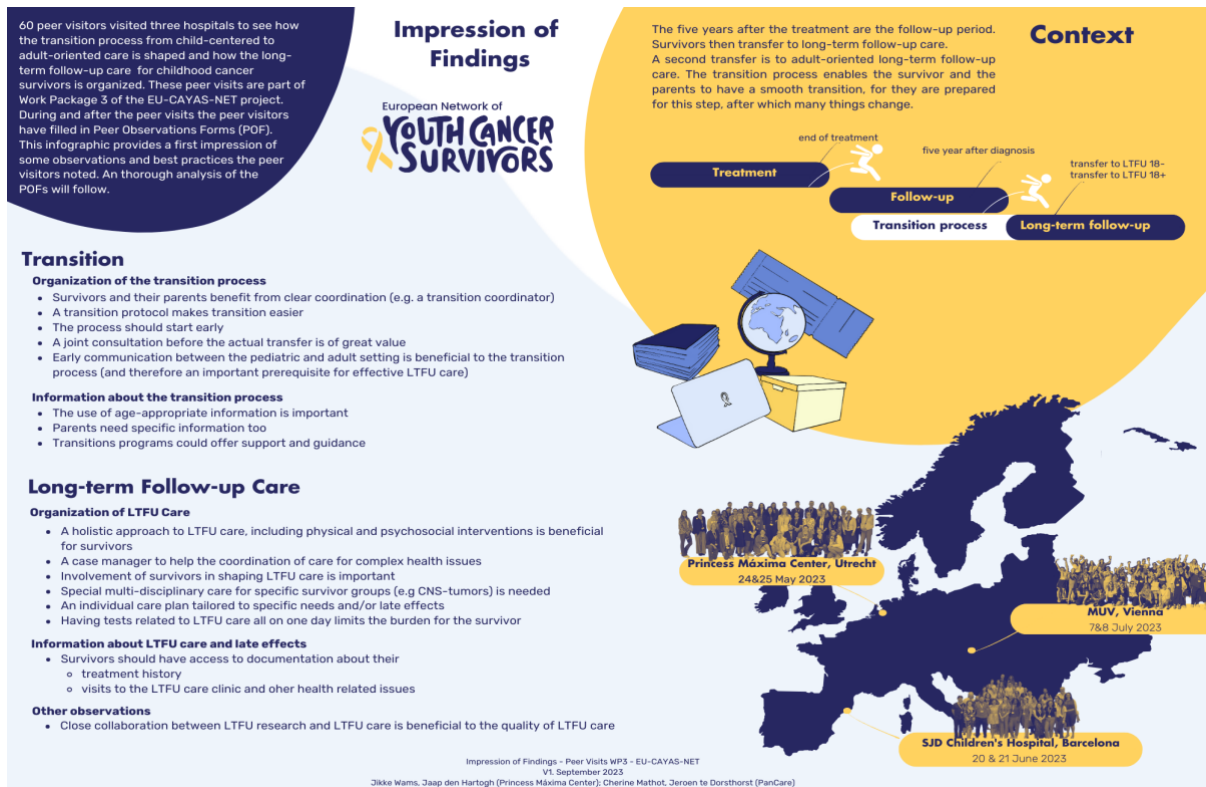 60 peer visitors visited three hospitals to see how
the transition process from child-centered to
adult-oriented care is shaped and how the long-
term follow-up care for childhood cancer
survivors is organized. These peer visits are part of
Work Package 3 of the EU-CAYAS-NET project.
During and after the peer visits the peer visitors
have filled in Peer Observations Forms (POF).
This infographic provides a first impression of
some observations and best practices the peer
visitors noted. An thorough analysis of the
POFs will follow.
Impression of
Findings
European Network of
YOUTH CANCER
SURVIVORS
The five years after the treatment are the follow-up period.
Survivors then transfer to long-term follow-up care.
A second transfer is to adult-oriented long-term follow-up
care. The transition process enables the survivor and the
parents to have a smooth transition, for they are prepared
for this step, after which many things change.
Context
end of treatment
five year after diagnosis
transfer to LTFU 18-
transfer to LTFU 18+
Treatment
Follow-up
Transition process
Long-term follow-up
Transition
Organization of the transition process
• Survivors and their parents benefit from clear coordination (e.g. a transition coordinator)
• A transition protocol makes transition easier
• The process should start early
• A joint consultation before the actual transfer is of great value
• Early communication between the pediatric and adult setting is beneficial to the transition
process (and therefore an important prerequisite for effective LTFU care)
Information about the transition process
• The use of age-appropriate information is important
• Parents need specific information too
• Transitions programs could offer support and guidance
Long-term Follow-up Care
Organization of LTFU Care
• A holistic approach to LTFU care, including physical and psychosocial interventions is beneficial
for survivors
• A case manager to help the coordination of care for complex health issues
• Involvement of survivors in shaping LTFU care is important
• Special multi-disciplinary care for specific survivor groups (e.g CNS-tumors) is needed
• An individual care plan tailored to specific needs and/or late effects
• Having tests related to LTFU care all on one day limits the burden for the survivor
Information about LTFU care and late effects
• Survivors should have access to documentation about their
◦ treatment history
◦ visits to the LTFU care clinic and oher health related issues
Other observations
• Close collaboration between LTFU research and LTFU care is beneficial to the quality of LTFU care
Princess Máxima Center, Utrecht
24&25 May 2023
MUV, Vienna
7&8 July 2023
SJD Children's Hospital, Barcelona
20 & 21 June 2023
Impression of Findings - Peer Visits WP3 - EU-CAYAS-NET
V1. September 2023
Jikke Wams, Jaap den Hartogh (Princess Máxima Center); Cherine Mathot, Jeroen te Dorsthorst (PanCare)